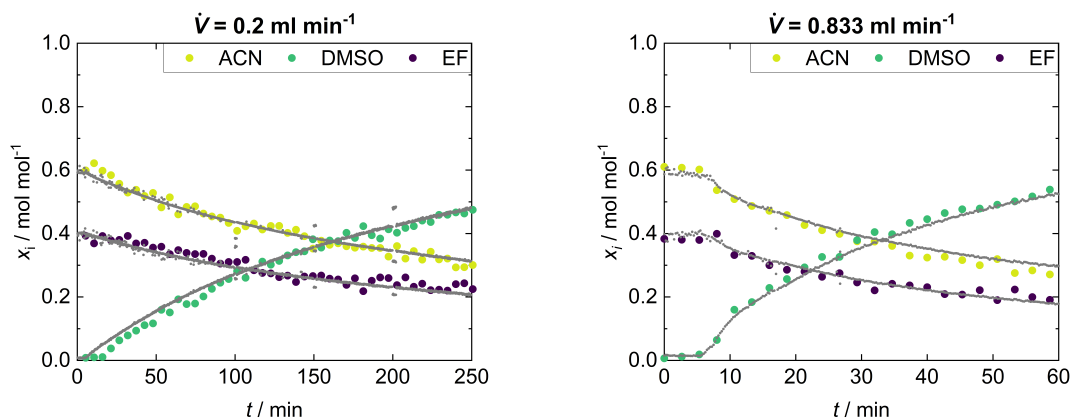 V̇ = 0.2 ml min⁻¹
ACN DMSO EF
1.0
0.8
0.6
0.4
0.2
0.0
0 50 100 150 200 250
xᵢ / mol mol⁻¹
t / min
V̇ = 0.833 ml min⁻¹
ACN DMSO EF
1.0
0.8
0.6
0.4
0.2
0.0
0 10 20 30 40 50 60
xᵢ / mol mol⁻¹
t / min